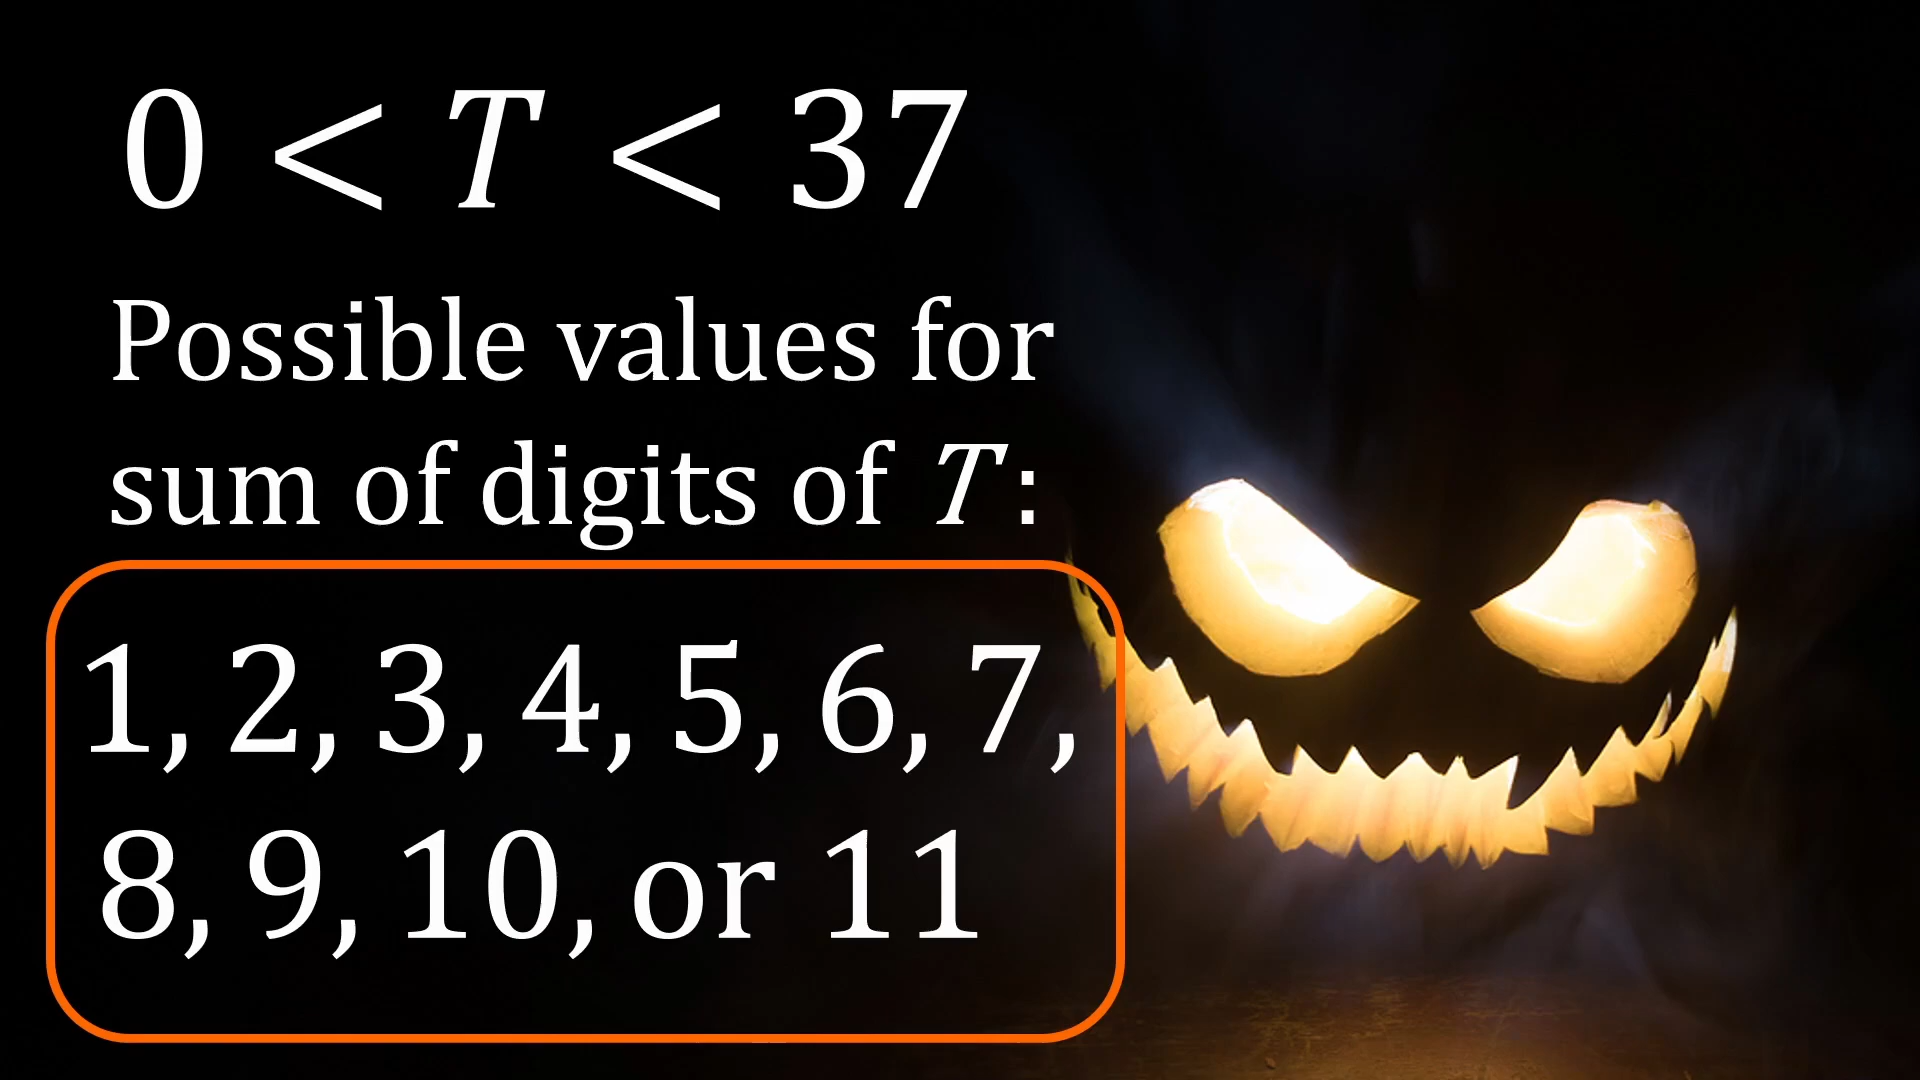 0 < T < 37
Possible values for
sum of digits of T:
1, 2, 3, 4, 5, 6, 7,
8, 9, 10, or 11